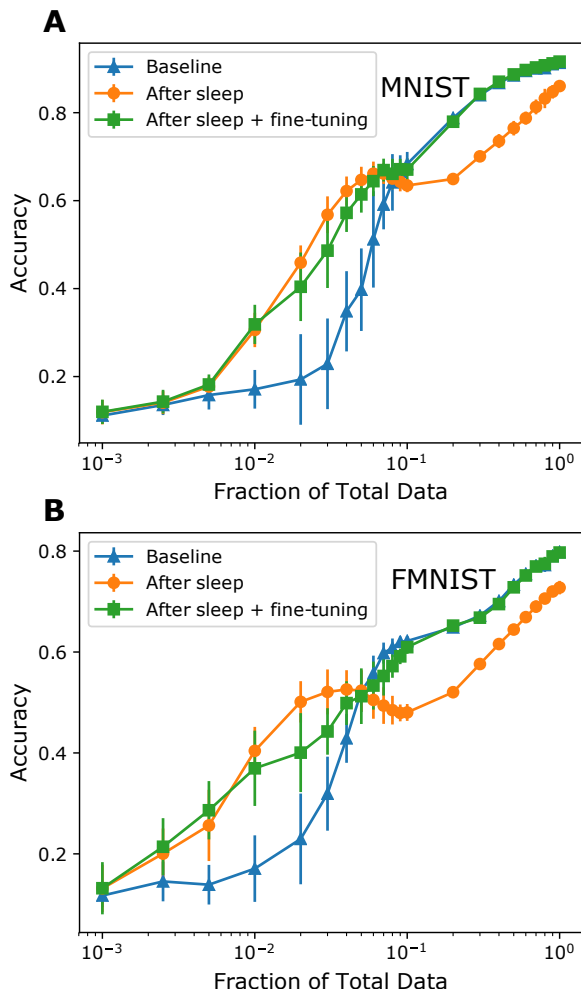 A
Baseline
After sleep
After sleep + fine-tuning
MNIST
Accuracy
0.8
0.6
0.4
0.2
10⁻³
10⁻²
10⁻¹
10⁰
Fraction of Total Data
B
Baseline
After sleep
After sleep + fine-tuning
FMNIST
Accuracy
0.8
0.6
0.4
0.2
10⁻³
10⁻²
10⁻¹
10⁰
Fraction of Total Data